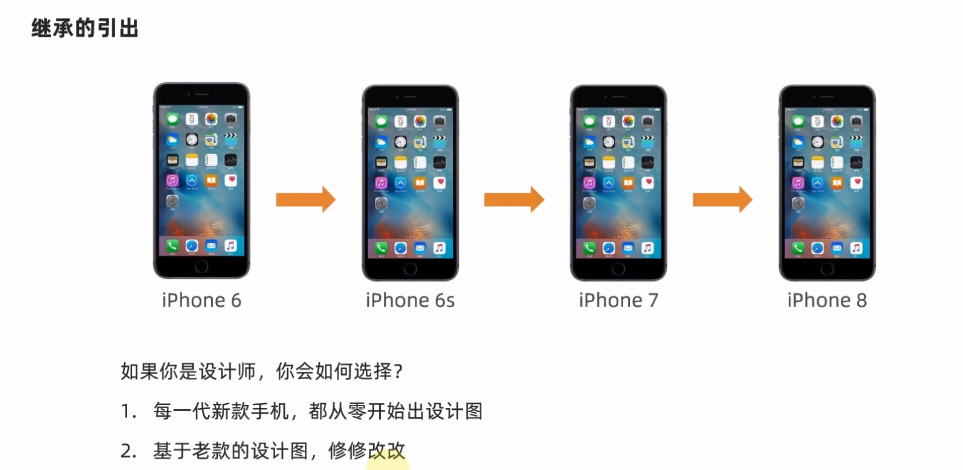 继承的引出
iPhone 6
iPhone 6s
iPhone 7
iPhone 8
如果你是设计师，你会如何选择？
1. 每一代新款手机，都从零开始出设计图
2. 基于老款的设计图，修修改改